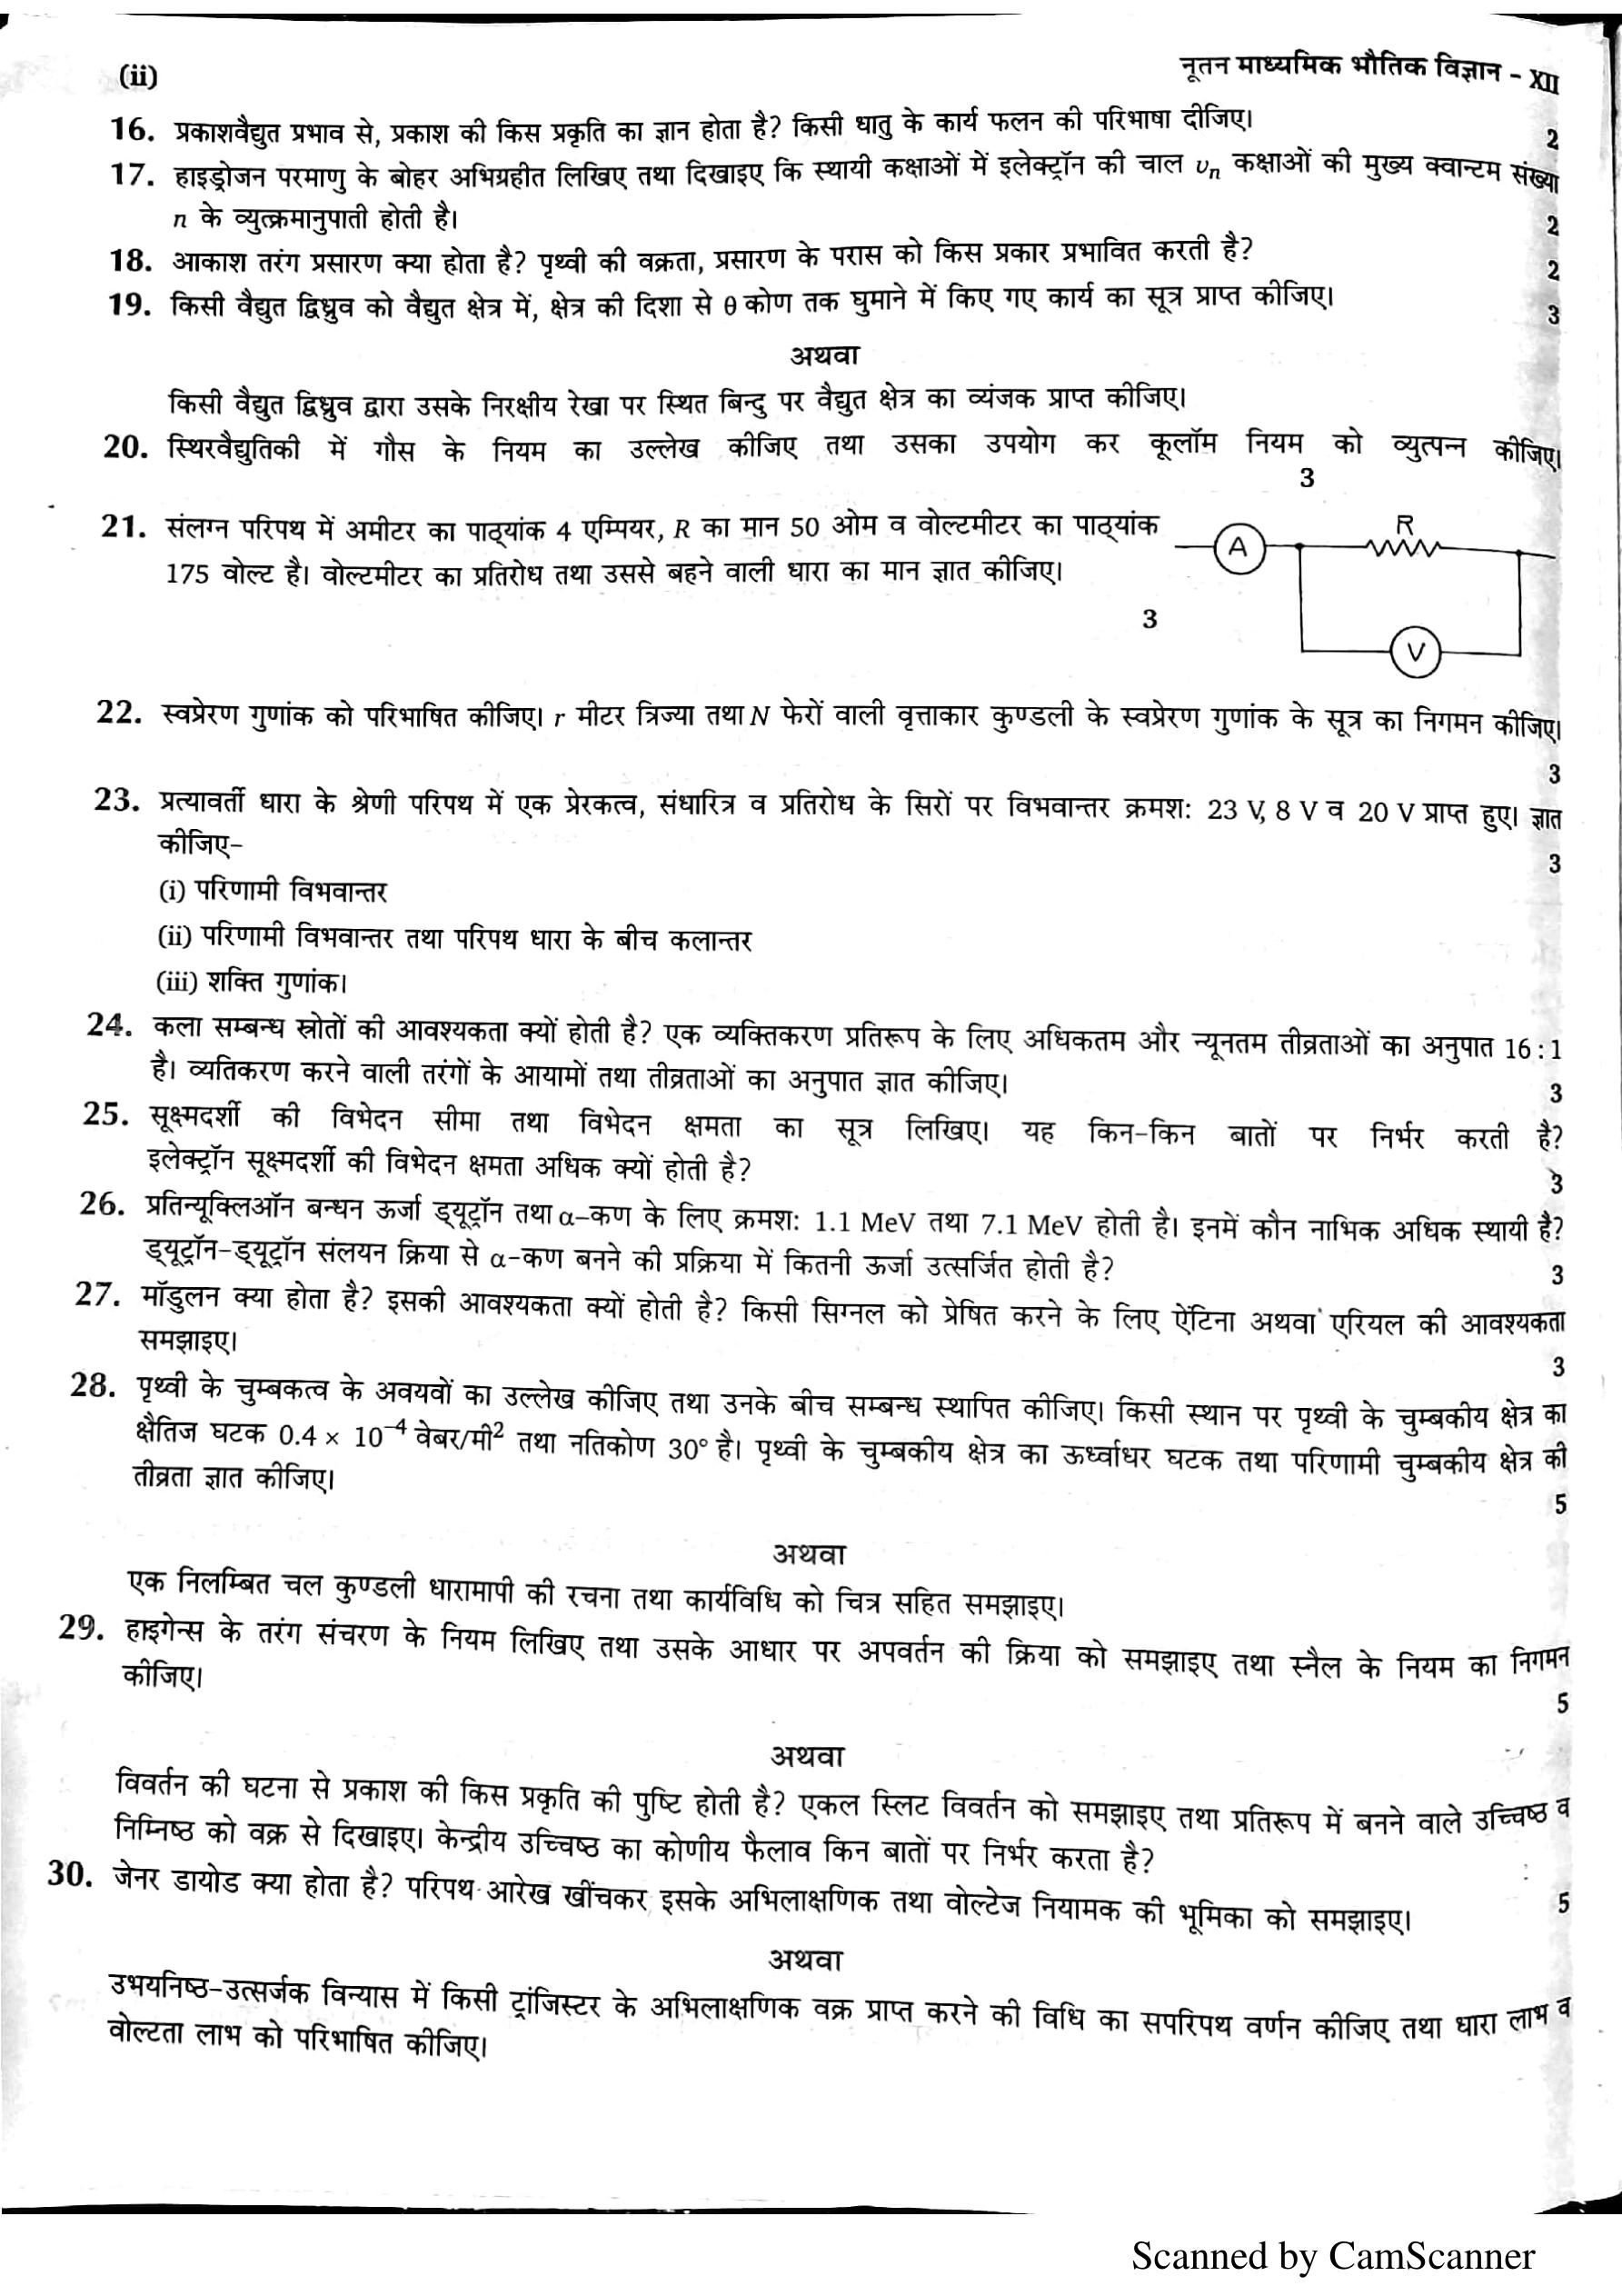 (ii)
नूतन माध्यमिक भौतिक विज्ञान – XII
16. प्रकाशवैद्युत प्रभाव से, प्रकाश की किस प्रकृति का ज्ञान होता है? किसी धातु के कार्य फलन की परिभाषा दीजिए।
2
17. हाइड्रोजन परमाणु के बोहर अभिग्रहीत लिखिए तथा दिखाइए कि स्थायी कक्षाओं में इलेक्ट्रॉन की चाल υₙ कक्षाओं की मुख्य क्वान्टम संख्या
n के व्युत्क्रमानुपाती होती है।
2
18. आकाश तरंग प्रसारण क्या होता है? पृथ्वी की वक्रता, प्रसारण के परास को किस प्रकार प्रभावित करती है?
2
19. किसी वैद्युत द्विध्रुव को वैद्युत क्षेत्र में, क्षेत्र की दिशा से θ कोण तक घुमाने में किए गए कार्य का सूत्र प्राप्त कीजिए।
3
अथवा
किसी वैद्युत द्विध्रुव द्वारा उसके निरक्षीय रेखा पर स्थित बिन्दु पर वैद्युत क्षेत्र का व्यंजक प्राप्त कीजिए।
20. स्थिरवैद्युतिकी में गौस के नियम का उल्लेख कीजिए तथा उसका उपयोग कर कूलॉम नियम को व्युत्पन्न कीजिए।
3
21. संलग्न परिपथ में अमीटर का पाठ्यांक 4 एम्पियर, R का मान 50 ओम व वोल्टमीटर का पाठ्यांक
175 वोल्ट है। वोल्टमीटर का प्रतिरोध तथा उससे बहने वाली धारा का मान ज्ञात कीजिए।
3
A
R
V
22. स्वप्रेरण गुणांक को परिभाषित कीजिए। r मीटर त्रिज्या तथा N फेरों वाली वृत्ताकार कुण्डली के स्वप्रेरण गुणांक के सूत्र का निगमन कीजिए।
3
23. प्रत्यावर्ती धारा के श्रेणी परिपथ में एक प्रेरकत्व, संधारित्र व प्रतिरोध के सिरों पर विभवान्तर क्रमश: 23 V, 8 V व 20 V प्राप्त हुए। ज्ञात
कीजिए–
3
(i) परिणामी विभवान्तर
(ii) परिणामी विभवान्तर तथा परिपथ धारा के बीच कलान्तर
(iii) शक्ति गुणांक।
24. कला सम्बन्ध स्रोतों की आवश्यकता क्यों होती है? एक व्यक्तिकरण प्रतिरूप के लिए अधिकतम और न्यूनतम तीव्रताओं का अनुपात 16 : 1
है। व्यतिकरण करने वाली तरंगों के आयामों तथा तीव्रताओं का अनुपात ज्ञात कीजिए।
3
25. सूक्ष्मदर्शी की विभेदन सीमा तथा विभेदन क्षमता का सूत्र लिखिए। यह किन-किन बातों पर निर्भर करती है?
इलेक्ट्रॉन सूक्ष्मदर्शी की विभेदन क्षमता अधिक क्यों होती है?
3
26. प्रतिन्यूक्लिऑन बन्धन ऊर्जा ड्यूट्रॉन तथा α–कण के लिए क्रमश: 1.1 MeV तथा 7.1 MeV होती है। इनमें कौन नाभिक अधिक स्थायी है?
ड्यूट्रॉन-ड्यूट्रॉन संलयन क्रिया से α-कण बनने की प्रक्रिया में कितनी ऊर्जा उत्सर्जित होती है?
3
27. मॉडुलन क्या होता है? इसकी आवश्यकता क्यों होती है? किसी सिग्नल को प्रेषित करने के लिए ऐंटिना अथवा एरियल की आवश्यकता
समझाइए।
3
28. पृथ्वी के चुम्बकत्व के अवयवों का उल्लेख कीजिए तथा उनके बीच सम्बन्ध स्थापित कीजिए। किसी स्थान पर पृथ्वी के चुम्बकीय क्षेत्र का
क्षैतिज घटक 0.4 × 10⁻⁴ वेबर/मी² तथा नतिकोण 30° है। पृथ्वी के चुम्बकीय क्षेत्र का ऊर्ध्वाधर घटक तथा परिणामी चुम्बकीय क्षेत्र की
तीव्रता ज्ञात कीजिए।
5
अथवा
एक निलम्बित चल कुण्डली धारामापी की रचना तथा कार्यविधि को चित्र सहित समझाइए।
29. हाइगेन्स के तरंग संचरण के नियम लिखिए तथा उसके आधार पर अपवर्तन की क्रिया को समझाइए तथा स्नैल के नियम का निगमन
कीजिए।
5
अथवा
विवर्तन की घटना से प्रकाश की किस प्रकृति की पुष्टि होती है? एकल स्लिट विवर्तन को समझाइए तथा प्रतिरूप में बनने वाले उच्चिष्ठ व
निम्निष्ठ को वक्र से दिखाइए। केन्द्रीय उच्चिष्ठ का कोणीय फैलाव किन बातों पर निर्भर करता है?
30. जेनर डायोड क्या होता है? परिपथ आरेख खींचकर इसके अभिलाक्षणिक तथा वोल्टेज नियामक की भूमिका को समझाइए।
5
अथवा
उभयनिष्ठ-उत्सर्जक विन्यास में किसी ट्रांजिस्टर के अभिलाक्षणिक वक्र प्राप्त करने की विधि का सपरिपथ वर्णन कीजिए तथा धारा लाभ व
वोल्टता लाभ को परिभाषित कीजिए।
Scanned by CamScanner